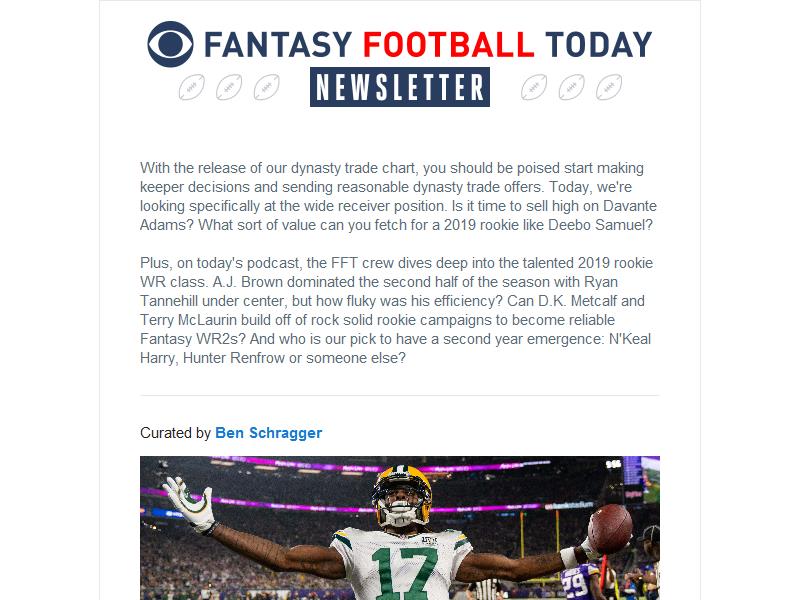 FANTASY FOOTBALL TODAY
NEWSLETTER
With the release of our dynasty trade chart, you should be poised start making
keeper decisions and sending reasonable dynasty trade offers. Today, we're
looking specifically at the wide receiver position. Is it time to sell high on Davante
Adams? What sort of value can you fetch for a 2019 rookie like Deebo Samuel?
Plus, on today's podcast, the FFT crew dives deep into the talented 2019 rookie
WR class. A.J. Brown dominated the second half of the season with Ryan
Tannehill under center, but how fluky was his efficiency? Can D.K. Metcalf and
Terry McLaurin build off of rock solid rookie campaigns to become reliable
Fantasy WR2s? And who is our pick to have a second year emergence: N'Keal
Harry, Hunter Renfrow or someone else?
Curated by Ben Schragger
usbankstadium
17
29